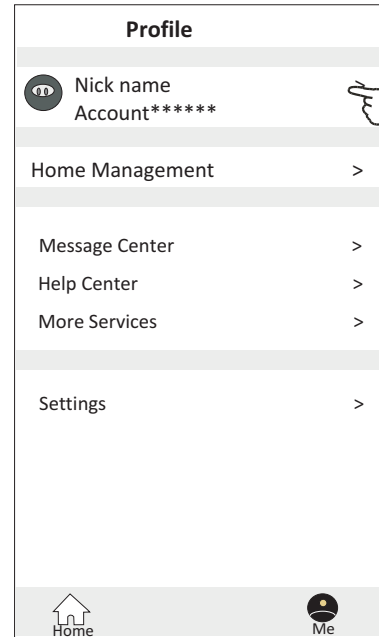 Profile
Nick name
Account******
Home Management >
Message Center >
Help Center >
More Services >
Settings >
Home Me